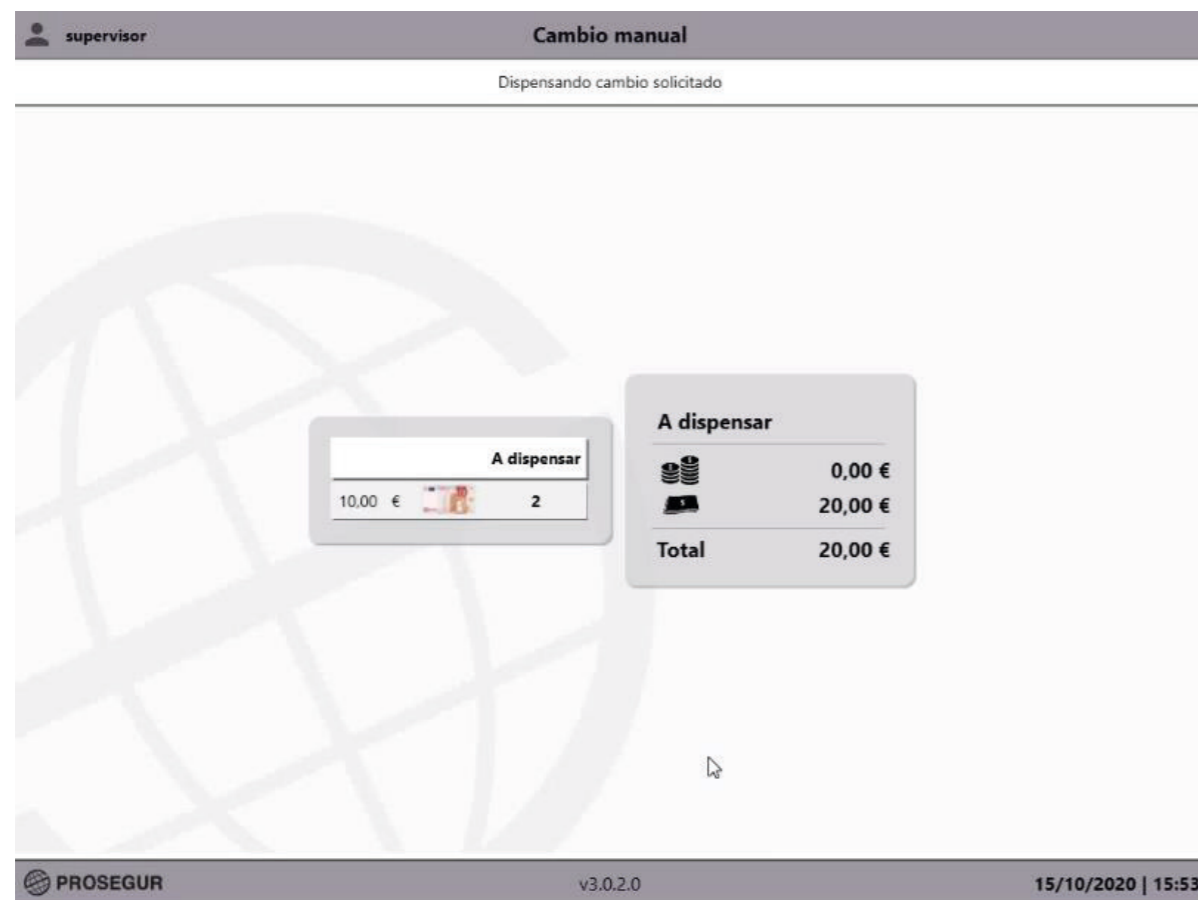 supervisor
Cambio manual
Dispensando cambio solicitado
A dispensar
10,00 €
2
A dispensar
0,00 €
20,00 €
Total 20,00 €
PROSEGUR
v3.0.2.0
15/10/2020 | 15:53